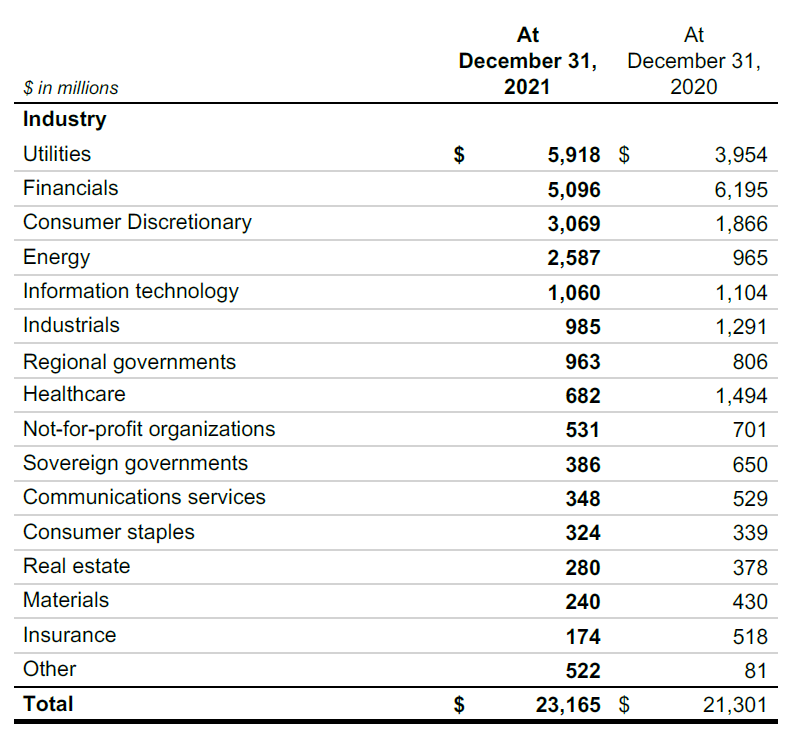 At At
December 31, December 31,
$ in millions 2021 2020
Industry
Utilities $ 5,918 $ 3,954
Financials 5,096 6,195
Consumer Discretionary 3,069 1,866
Energy 2,587 965
Information technology 1,060 1,104
Industrials 985 1,291
Regional governments 963 806
Healthcare 682 1,494
Not-for-profit organizations 531 701
Sovereign governments 386 650
Communications services 348 529
Consumer staples 324 339
Real estate 280 378
Materials 240 430
Insurance 174 518
Other 522 81
Total $ 23,165 $ 21,301